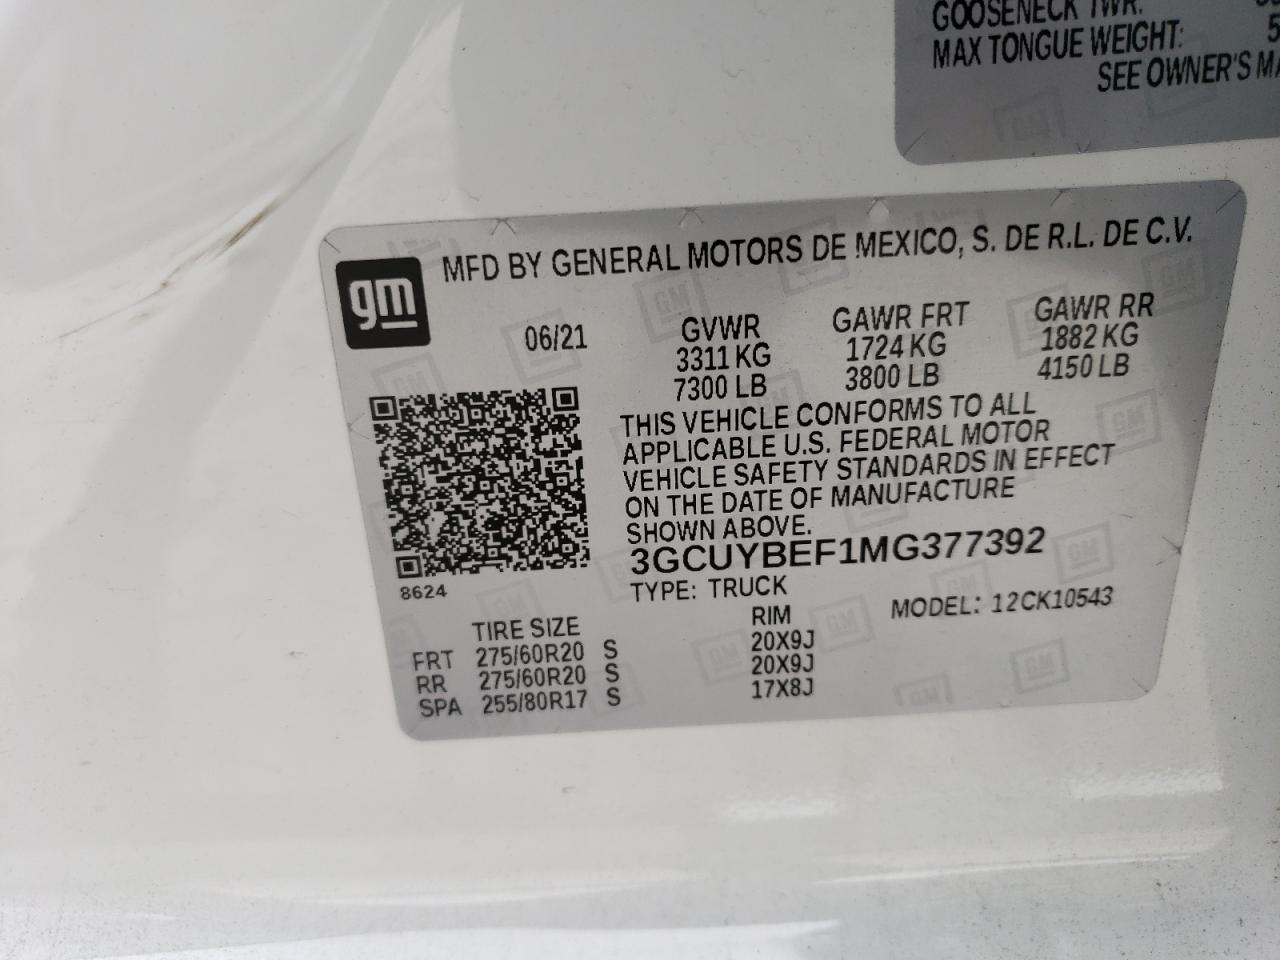 GOOSENECK TWR:
MAX TONGUE WEIGHT: 5
SEE OWNER'S
MFD BY GENERAL MOTORS DE MEXICO, S. DE R.L. DE C.V.
gm
06/21 GVWR GAWR FRT GAWR RR
3311 KG 1724 KG 1882 KG
7300 LB 3800 LB 4150 LB
THIS VEHICLE CONFORMS TO ALL
APPLICABLE U.S. FEDERAL MOTOR
VEHICLE SAFETY STANDARDS IN EFFECT
ON THE DATE OF MANUFACTURE
SHOWN ABOVE.
3GCUYBEF1MG377392
8624
TYPE: TRUCK MODEL: 12CK10543
TIRE SIZE RIM
FRT 275/60R20 S 20X9J
RR 275/60R20 S 20X9J
SPA 255/80R17 S 17X8J